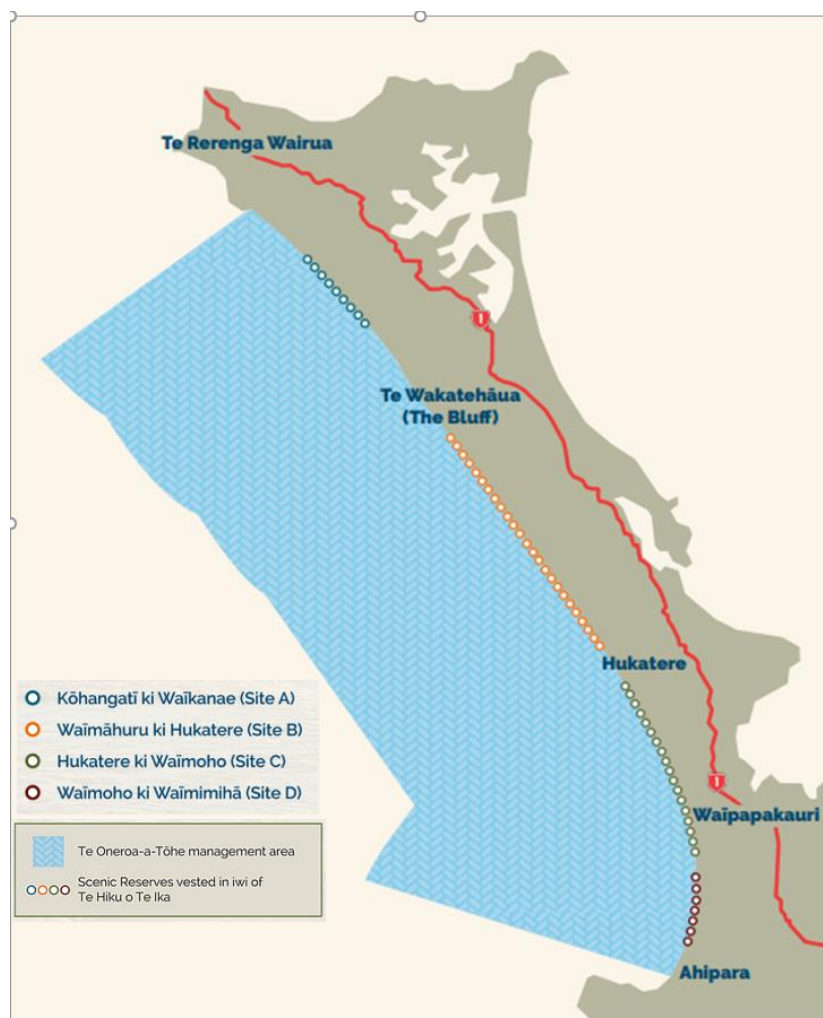 Te Rerenga Wairua
1
Te Wakatehāua
(The Bluff)
Hukatere
Kōhangatī ki Waīkanae (Site A)
Waīmāhuru ki Hukatere (Site B)
Hukatere ki Waīmoho (Site C)
Waīmoho ki Waīmimihā (Site D)
1
Waīpapakauri
Te Oneroa-a-Tōhe management area
Scenic Reserves vested in iwi of
Te Hiku o Te Ika
Ahipara